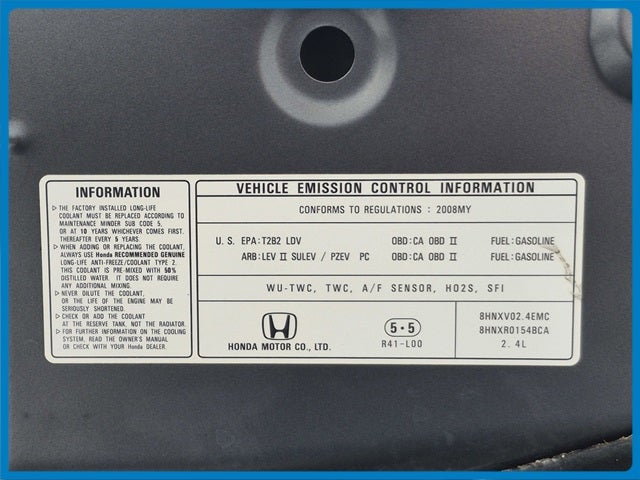 INFORMATION
▷ THE FACTORY INSTALLED LONG-LIFE
COOLANT MUST BE REPLACED ACCORDING TO
MAINTENANCE MINDER SUB CODE 5,
OR AT 10 YEARS WHICHEVER COMES FIRST.
THEREAFTER EVERY 5 YEARS.
▷ WHEN ADDING OR REPLACING THE COOLANT,
ALWAYS USE Honda RECOMMENDED GENUINE
LONG-LIFE ANTI-FREEZE/COOLANT TYPE 2.
THIS COOLANT IS PRE-MIXED WITH 50%
DISTILLED WATER. IT DOES NOT REQUIRE
ANY ADDITIONAL MIXING.
▷ NEVER DILUTE THE COOLANT,
OR THE LIFE OF THE ENGINE MAY BE
SERIOUSLY SHORTENED.
▷ CHECK OR ADD THE COOLANT
AT THE RESERVE TANK, NOT THE RADIATOR.
▷ FOR FURTHER INFORMATION ON THE COOLING
SYSTEM, READ THE OWNER'S MANUAL
OR CHECK WITH YOUR Honda DEALER.
VEHICLE EMISSION CONTROL INFORMATION
CONFORMS TO REGULATIONS : 2008MY
U. S. EPA:T2B2 LDV OBD:CA OBD II FUEL:GASOLINE
ARB:LEV II SULEV / PZEV PC OBD:CA OBD II FUEL:GASOLINE
WU-TWC, TWC, A/F SENSOR, HO2S, SFI
HONDA MOTOR CO., LTD.
5•5
R41-L00
8HNXV02.4EMC
8HNXR0154BCA
2. 4L